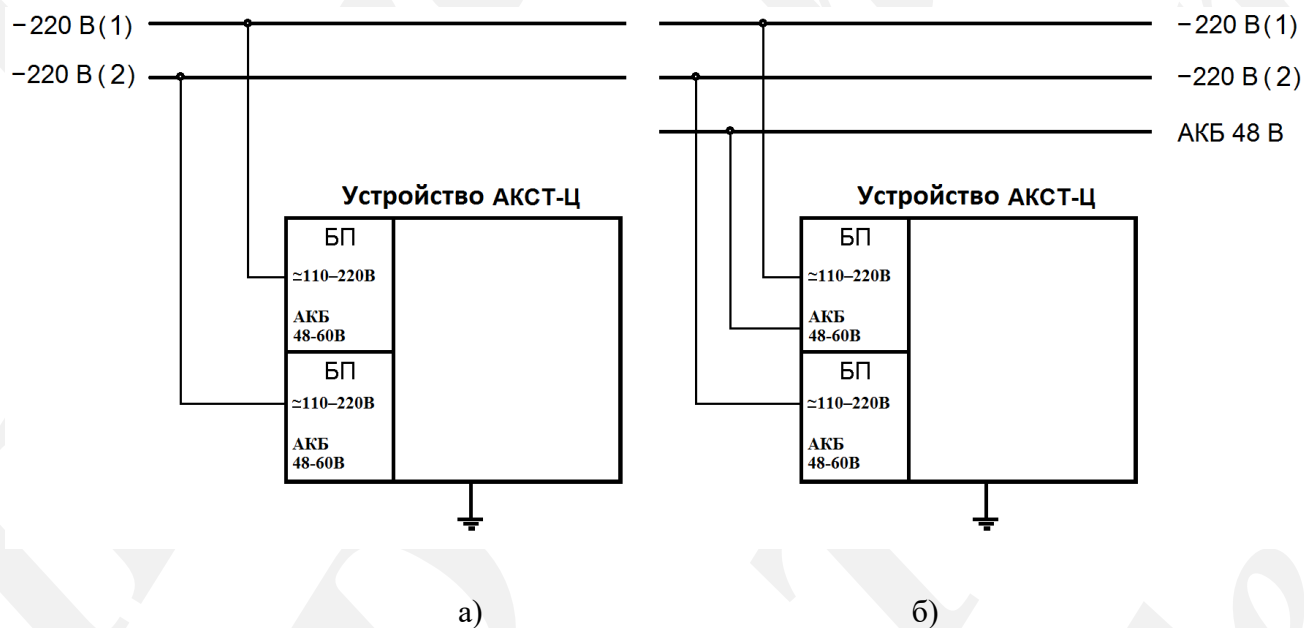 −220 В(1)
−220 В(2)
Устройство АКСТ-Ц
БП
≃110–220В
АКБ
48-60В
БП
≃110–220В
АКБ
48-60В
а)
−220 В(1)
−220 В(2)
АКБ 48 В
Устройство АКСТ-Ц
БП
≃110–220В
АКБ
48-60В
БП
≃110–220В
АКБ
48-60В
б)